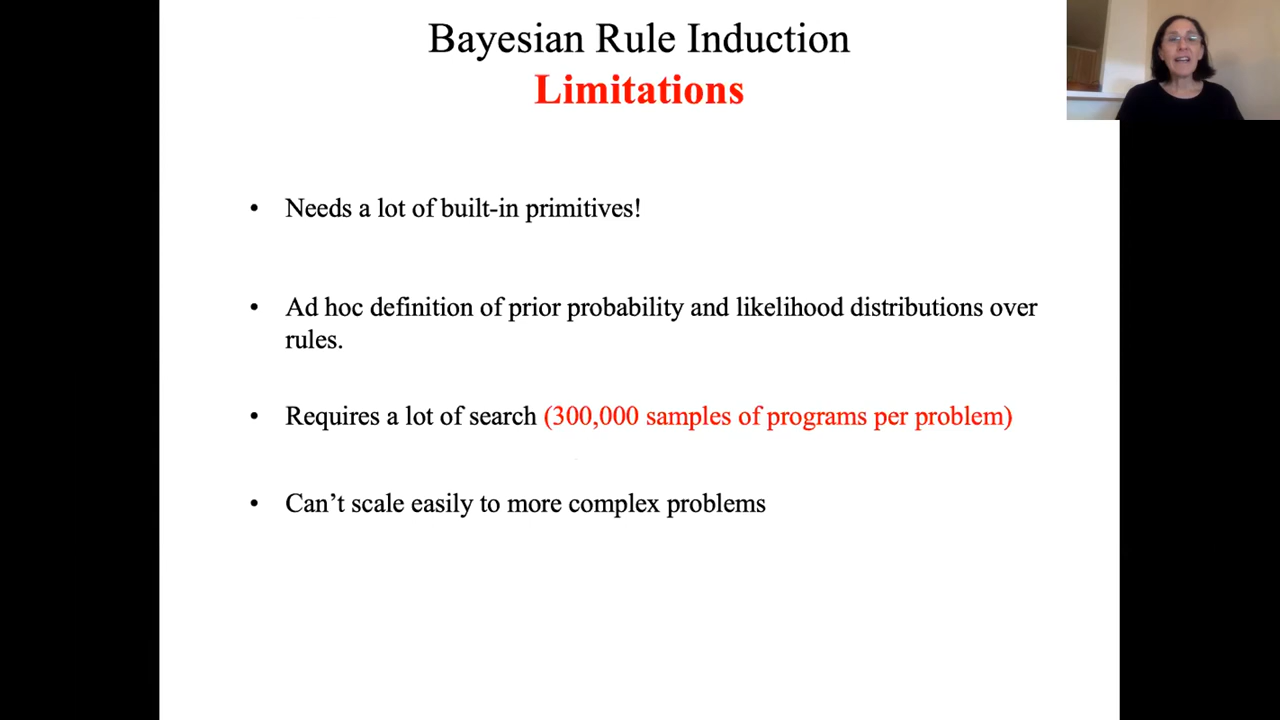 Bayesian Rule Induction
Limitations
• Needs a lot of built-in primitives!
• Ad hoc definition of prior probability and likelihood distributions over
rules.
• Requires a lot of search (300,000 samples of programs per problem)
• Can’t scale easily to more complex problems